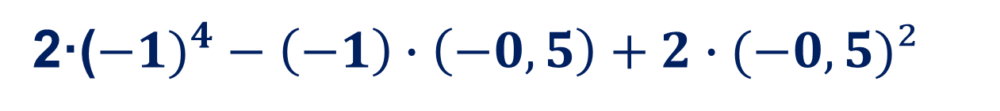 2·(−1)⁴ − (−1) · (−0,5) + 2 · (−0,5)²